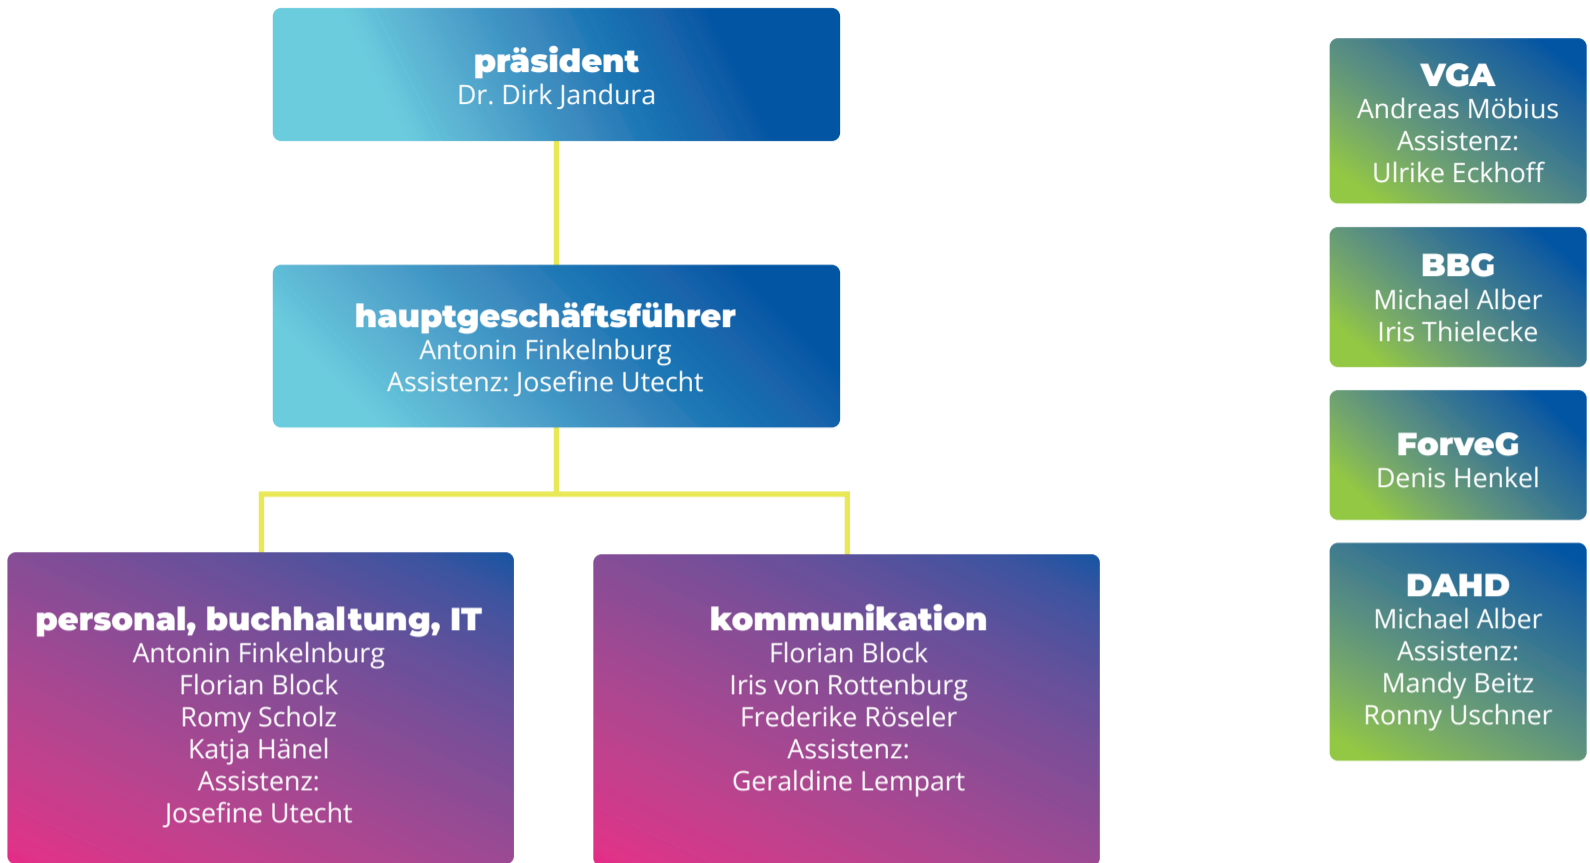 präsident
Dr. Dirk Jandura
hauptgeschäftsführer
Antonin Finkelnburg
Assistenz: Josefine Utecht
personal, buchhaltung, IT
Antonin Finkelnburg
Florian Block
Romy Scholz
Katja Hänel
Assistenz:
Josefine Utecht
kommunikation
Florian Block
Iris von Rottenburg
Frederike Röseler
Assistenz:
Geraldine Lempart
VGA
Andreas Möbius
Assistenz:
Ulrike Eckhoff
BBG
Michael Alber
Iris Thielecke
ForveG
Denis Henkel
DAHD
Michael Alber
Assistenz:
Mandy Beitz
Ronny Uschner